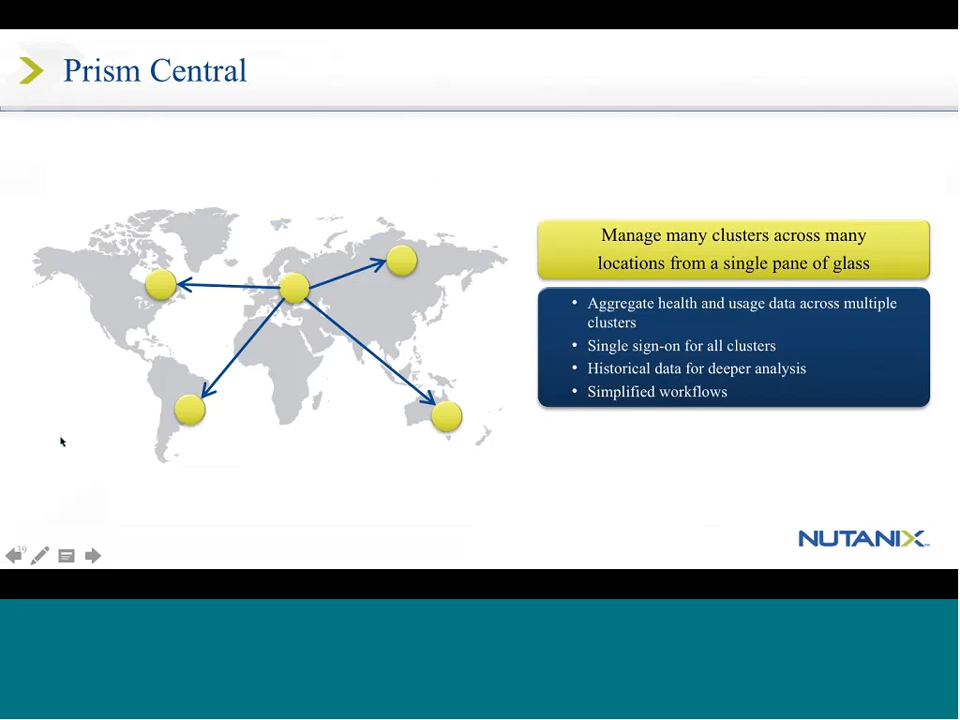 Prism Central
Manage many clusters across many
locations from a single pane of glass
• Aggregate health and usage data across multiple
clusters
• Single sign-on for all clusters
• Historical data for deeper analysis
• Simplified workflows
19
NUTANIX